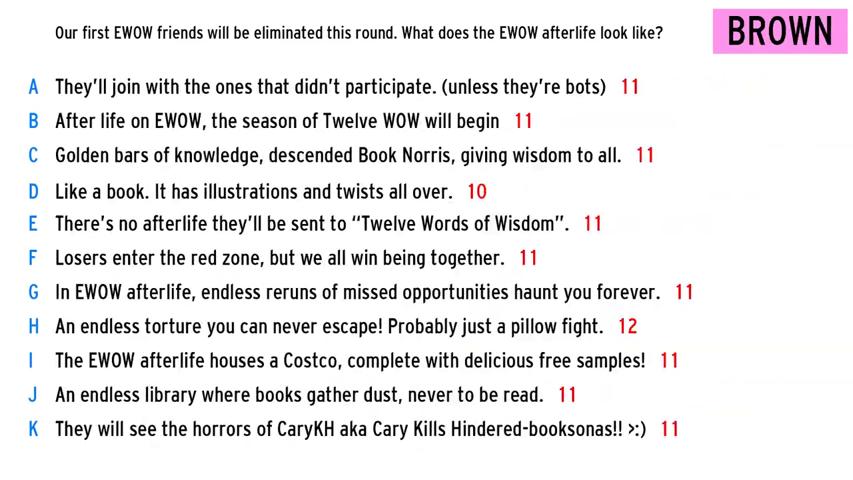 Our first EWOW friends will be eliminated this round. What does the EWOW afterlife look like?
BROWN
A They'll join with the ones that didn't participate. (unless they're bots) 11
B After life on EWOW, the season of Twelve WOW will begin 11
C Golden bars of knowledge, descended Book Norris, giving wisdom to all. 11
D Like a book. It has illustrations and twists all over. 10
E There's no afterlife they'll be sent to “Twelve Words of Wisdom”. 11
F Losers enter the red zone, but we all win being together. 11
G In EWOW afterlife, endless reruns of missed opportunities haunt you forever. 11
H An endless torture you can never escape! Probably just a pillow fight. 12
I The EWOW afterlife houses a Costco, complete with delicious free samples! 11
J An endless library where books gather dust, never to be read. 11
K They will see the horrors of CaryKH aka Cary Kills Hindered-booksonas!! >:) 11